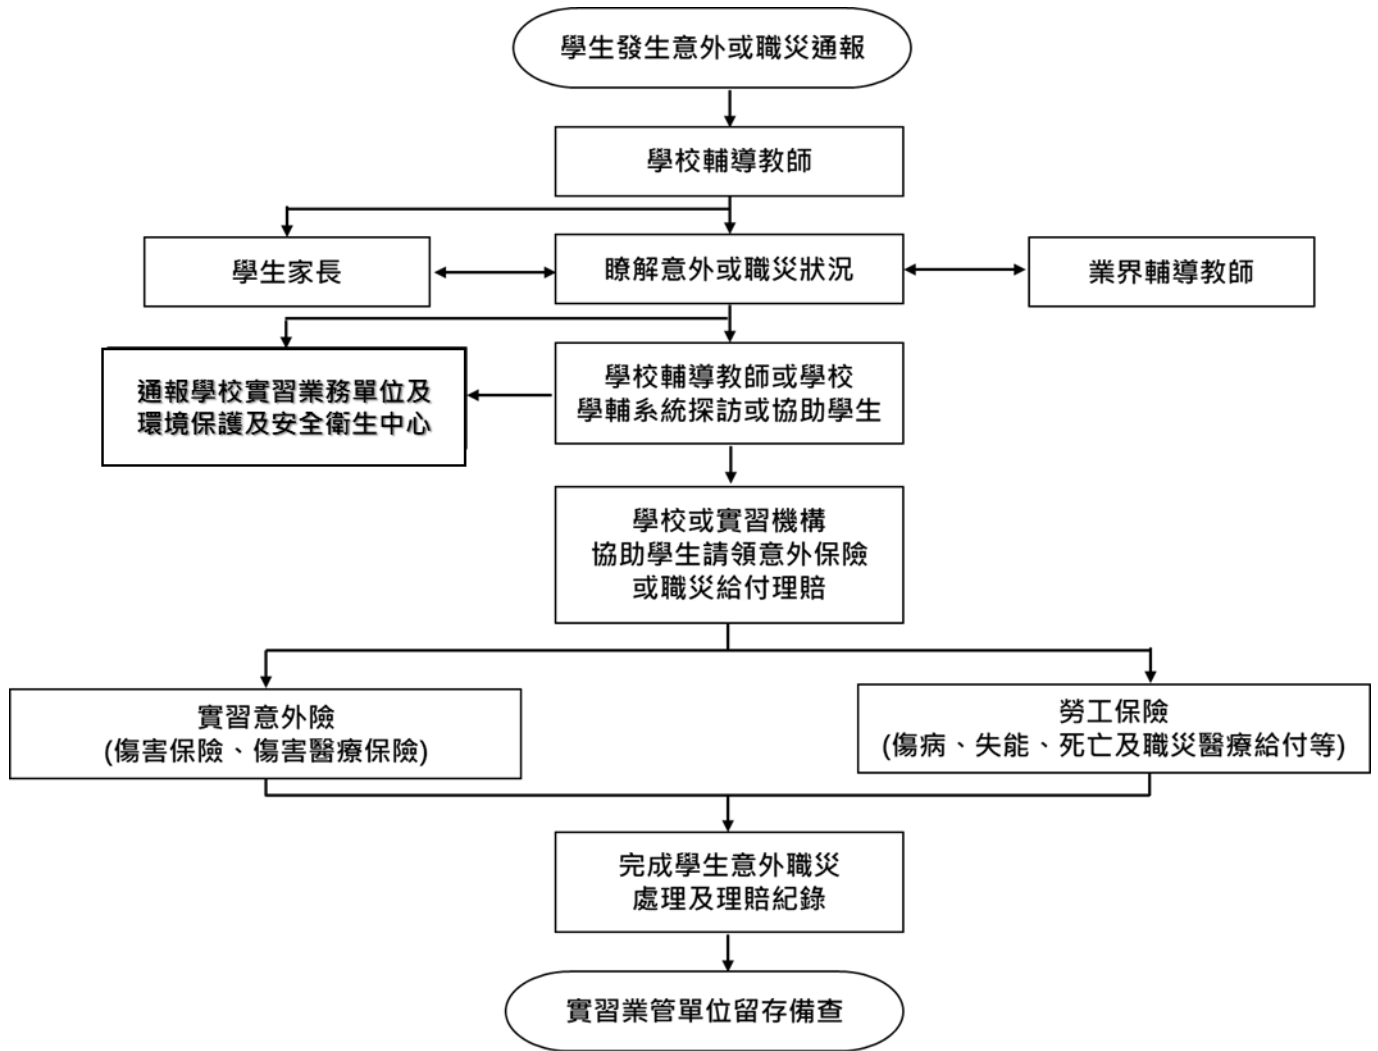 學生發生意外或職災通報
學校輔導教師
學生家長
瞭解意外或職災狀況
業界輔導教師
通報學校實習業務單位及
環境保護及安全衛生中心
學校輔導教師或學校
學輔系統探訪或協助學生
學校或實習機構
協助學生請領意外保險
或職災給付理賠
實習意外險
(傷害保險、傷害醫療保險)
勞工保險
(傷病、失能、死亡及職災醫療給付等)
完成學生意外職災
處理及理賠紀錄
實習業管單位留存備查